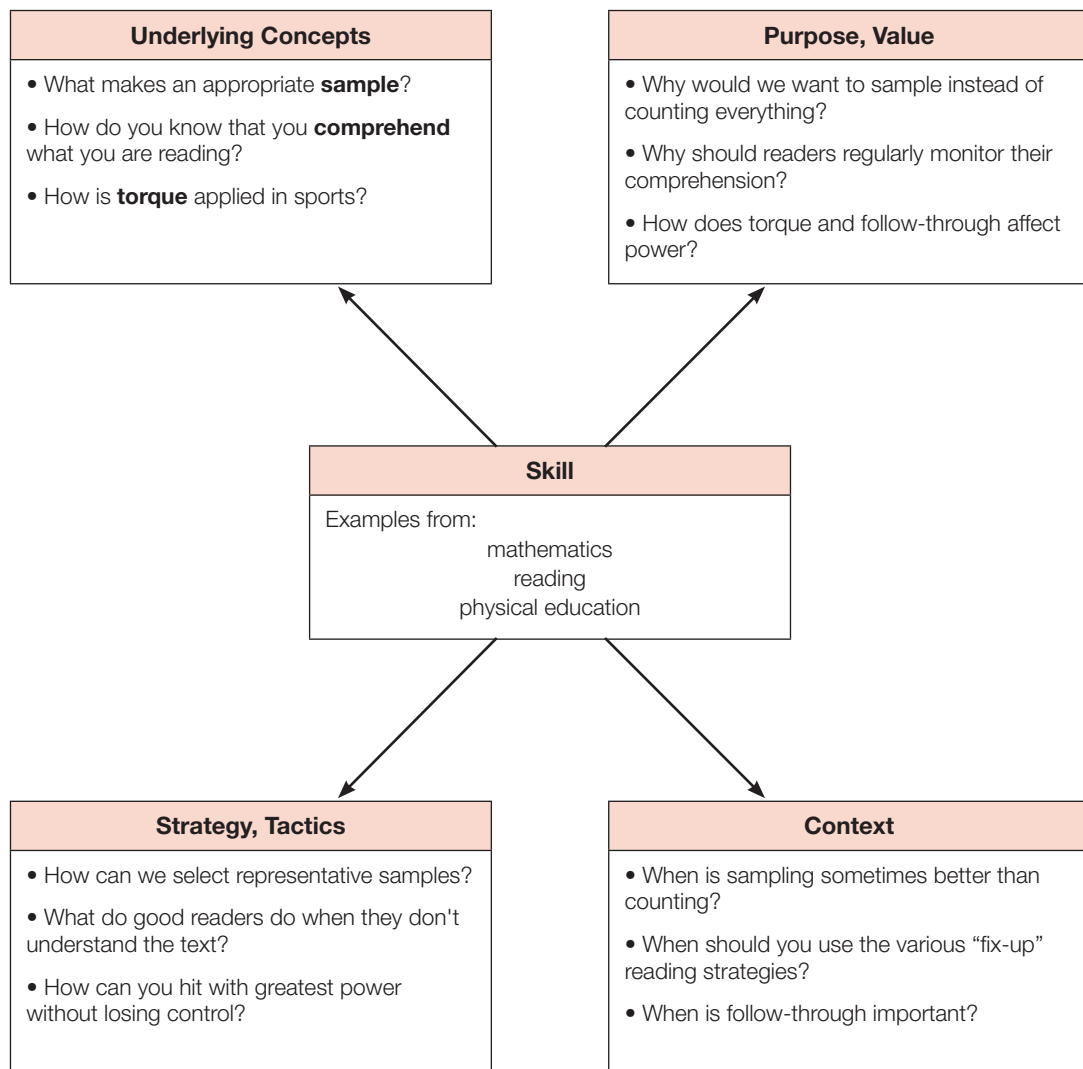 Underlying Concepts
• What makes an appropriate sample?
• How do you know that you comprehend
what you are reading?
• How is torque applied in sports?
Purpose, Value
• Why would we want to sample instead of
counting everything?
• Why should readers regularly monitor their
comprehension?
• How does torque and follow-through affect
power?
Skill
Examples from:
mathematics
reading
physical education
Strategy, Tactics
• How can we select representative samples?
• What do good readers do when they don't
understand the text?
• How can you hit with greatest power
without losing control?
Context
• When is sampling sometimes better than
counting?
• When should you use the various “fix-up”
reading strategies?
• When is follow-through important?